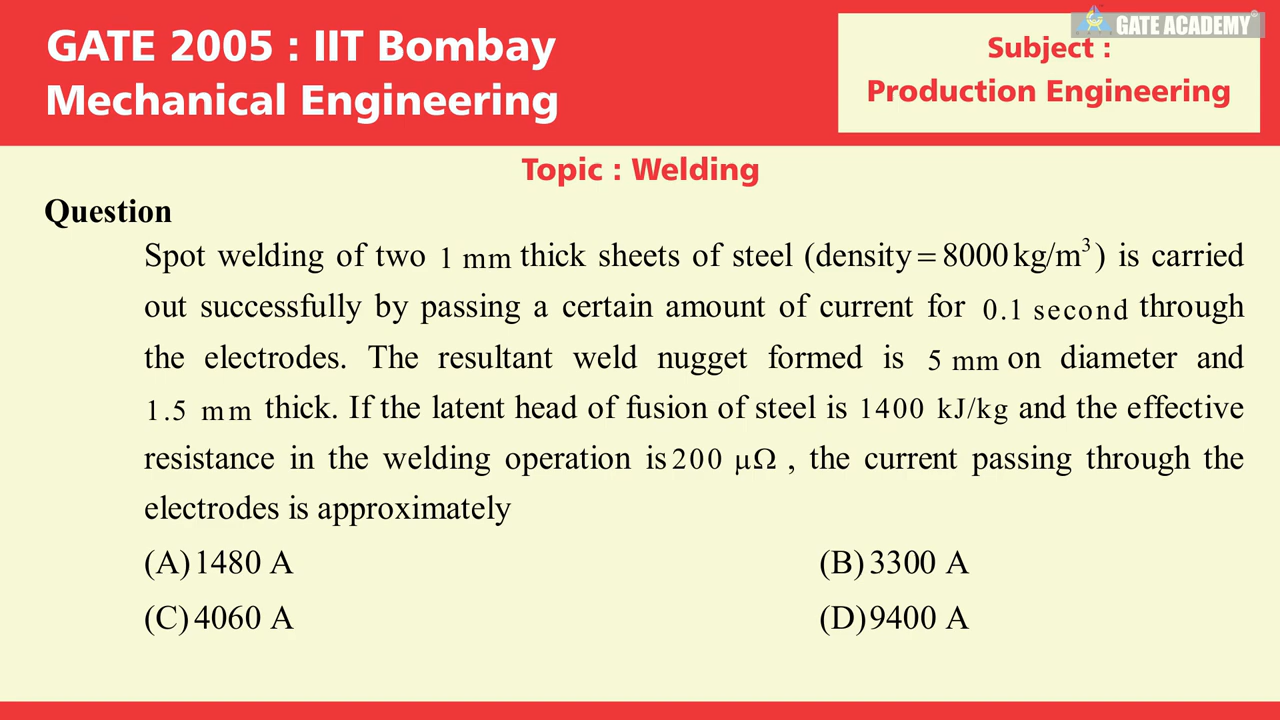 GATE 2005 : IIT Bombay
Mechanical Engineering
GATE ACADEMY®
Subject :
Production Engineering
Topic : Welding
Question
Spot welding of two 1 mm thick sheets of steel (density = 8000 kg/m³) is carried
out successfully by passing a certain amount of current for 0.1 second through
the electrodes. The resultant weld nugget formed is 5 mm on diameter and
1.5 mm thick. If the latent head of fusion of steel is 1400 kJ/kg and the effective
resistance in the welding operation is 200 μΩ , the current passing through the
electrodes is approximately
(A) 1480 A (B) 3300 A
(C) 4060 A (D) 9400 A